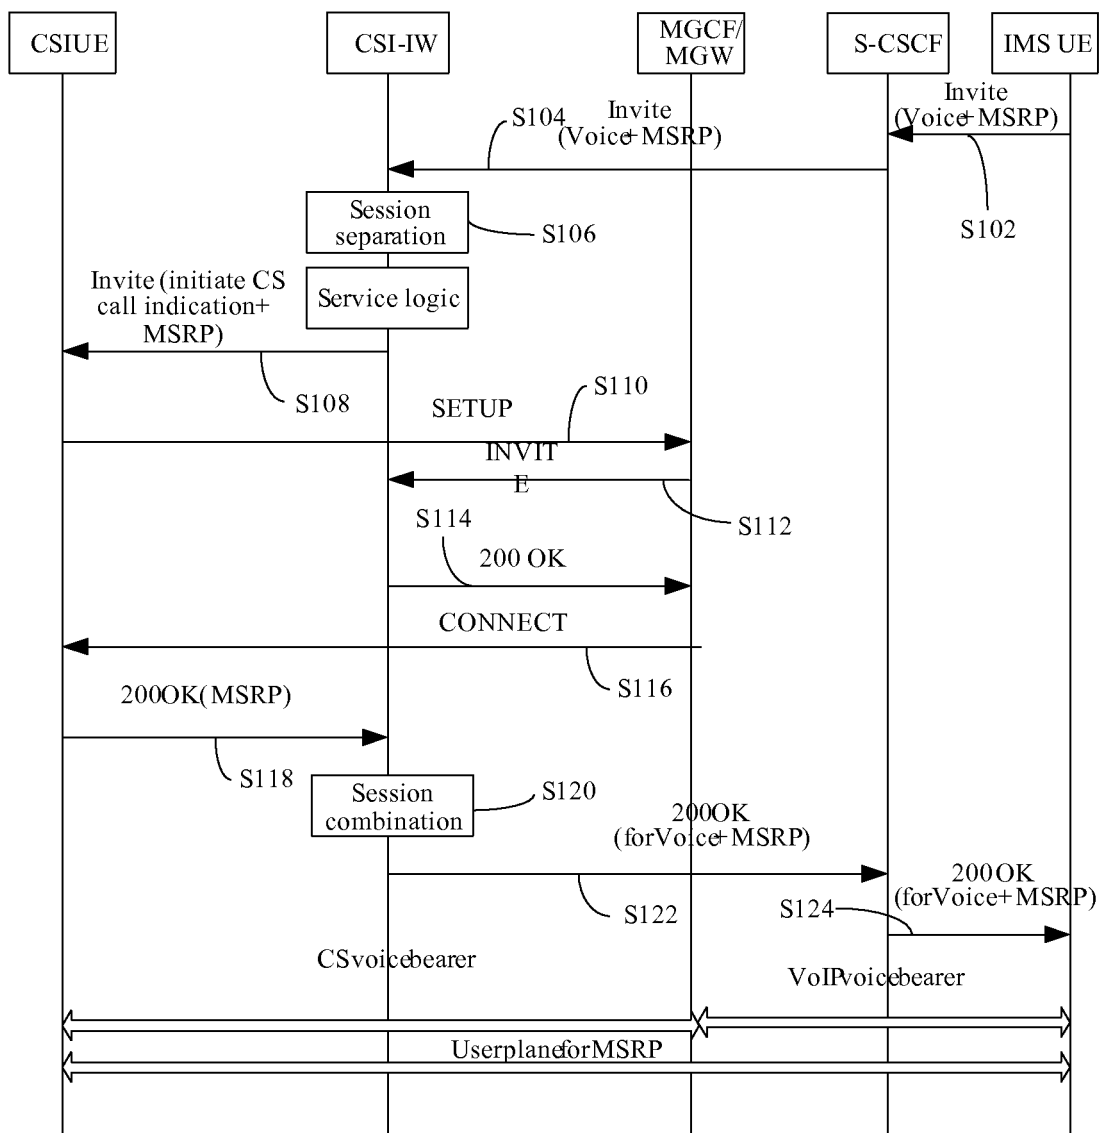 CSIUE
CSI-IW
MGCF/
MGW
S-CSCF
IMS UE
Invite
(Voice+MSRP)
S102
S104
Invite
(Voice+MSRP)
Session
separation
S106
Service logic
Invite (initiate CS
call indication+
MSRP)
S108
SETUP
S110
INVIT
E
S112
S114
200 OK
CONNECT
S116
200OK(MSRP)
S118
Session
combination
S120
200OK
(forVoice+MSRP)
S122
200OK
(forVoice+MSRP)
S124
CSvoicebearer
VoIPvoicebearer
UserplaneforMSRP